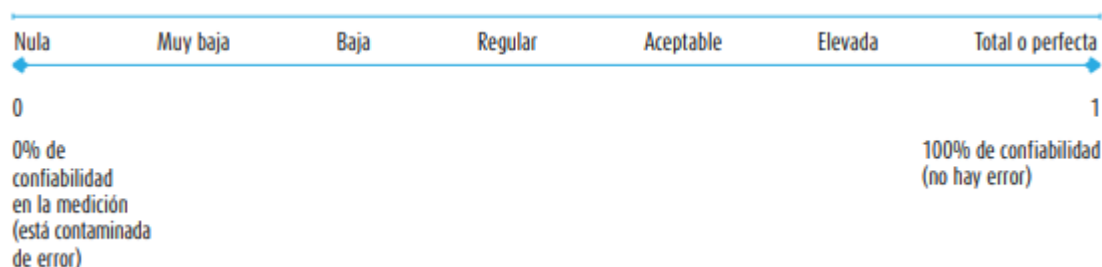 Nula Muy baja Baja Regular Aceptable Elevada Total o perfecta
0 1
0% de
confiabilidad
en la medición
(está contaminada
de error)
100% de confiabilidad
(no hay error)